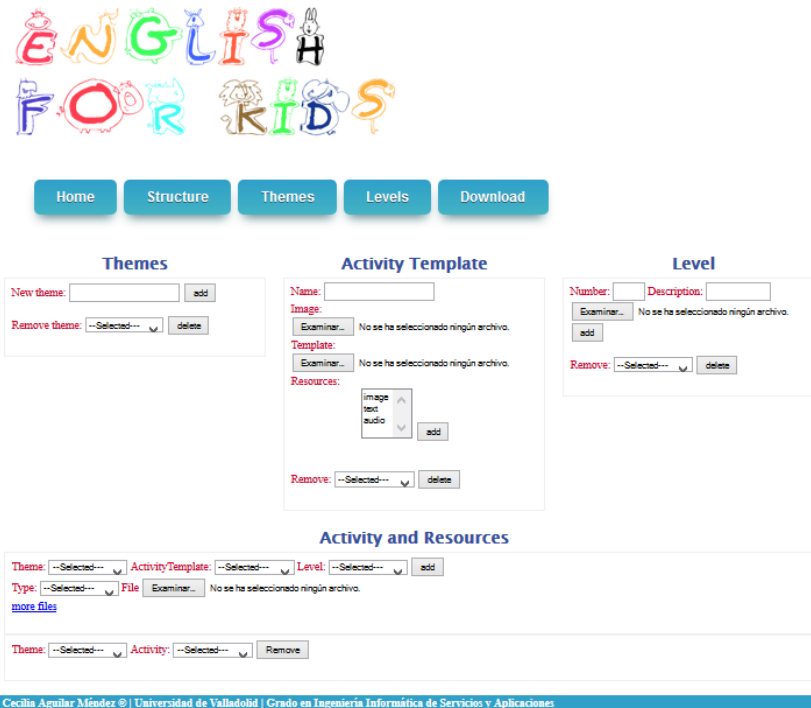 ENGLISH
FOR KIDS
Home Structure Themes Levels Download
Themes
New theme: add
Remove theme: --Selected--- delete
Activity Template
Name:
Image:
Examinar... No se ha seleccionado ningún archivo.
Template:
Examinar... No se ha seleccionado ningún archivo.
Resources:
image
text
audio
add
Remove: --Selected--- delete
Level
Number: Description:
Examinar... No se ha seleccionado ningún archivo.
add
Remove: --Selected--- delete
Activity and Resources
Theme: --Selected--- ActivityTemplate: --Selected--- Level: --Selected--- add
Type: --Selected--- File Examinar... No se ha seleccionado ningún archivo.
more files
Theme: --Selected--- Activity: --Selected--- Remove
Cecilia Aguilar Méndez ® | Universidad de Valladolid | Grado en Ingeniería Informática de Servicios y Aplicaciones